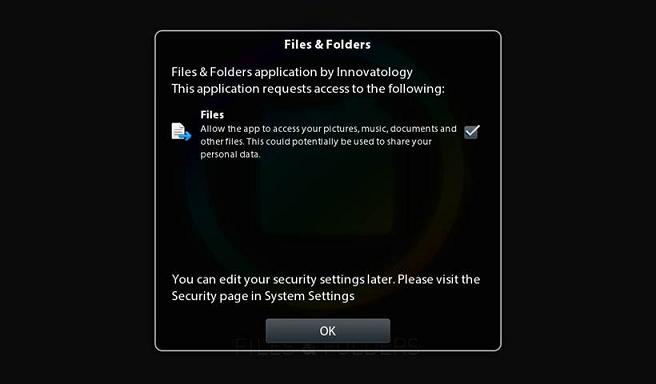 Files & Folders
Files & Folders application by Innovatology
This application requests access to the following:
Files
Allow the app to access your pictures, music, documents and
other files. This could potentially be used to share your
personal data.
You can edit your security settings later. Please visit the
Security page in System Settings
OK
FILES & FOLDERS